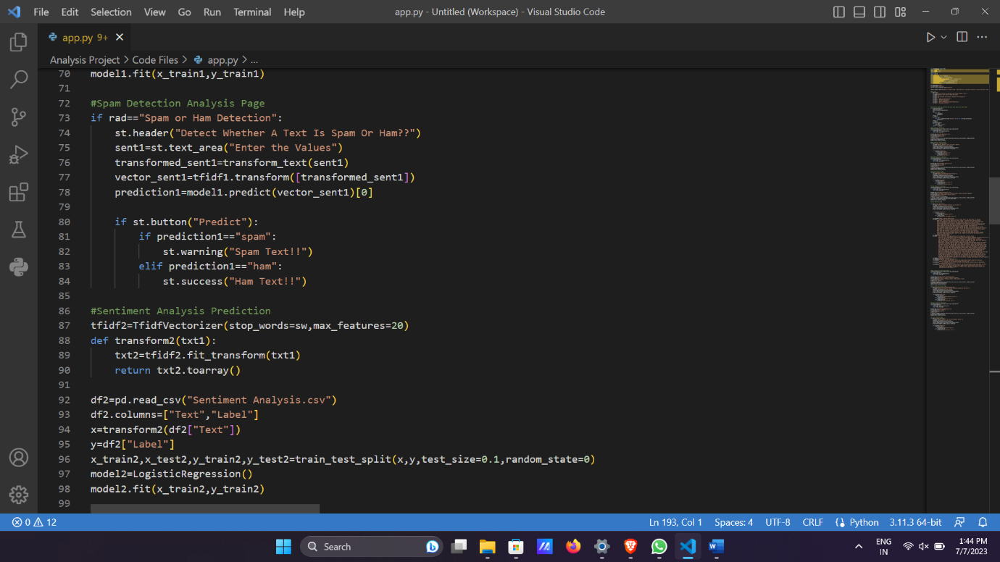 File Edit Selection View Go Run Terminal Help app.py - Untitled (Workspace) - Visual Studio Code
app.py 9+
Analysis Project > Code Files > app.py > ...
70 model1.fit(x_train1,y_train1)
71
72 #Spam Detection Analysis Page
73 if rad=="Spam or Ham Detection":
74 st.header("Detect Whether A Text Is Spam Or Ham??")
75 sent1=st.text_area("Enter the Values")
76 transformed_sent1=transform_text(sent1)
77 vector_sent1=tfidf1.transform([transformed_sent1])
78 prediction1=model1.predict(vector_sent1)[0]
79
80 if st.button("Predict"):
81 if prediction1=="spam":
82 st.warning("Spam Text!!")
83 elif prediction1=="ham":
84 st.success("Ham Text!!")
85
86 #Sentiment Analysis Prediction
87 tfidf2=TfidfVectorizer(stop_words=sw,max_features=20)
88 def transform2(txt1):
89 txt2=tfidf2.fit_transform(txt1)
90 return txt2.toarray()
91
92 df2=pd.read_csv("Sentiment Analysis.csv")
93 df2.columns=["Text","Label"]
94 x=transform2(df2["Text"])
95 y=df2["Label"]
96 x_train2,x_test2,y_train2,y_test2=train_test_split(x,y,test_size=0.1,random_state=0)
97 model2=LogisticRegression()
98 model2.fit(x_train2,y_train2)
99
0 12 Ln 193, Col 1 Spaces: 4 UTF-8 CRLF Python 3.11.3 64-bit
Search ENG 1:44 PM
IN 7/7/2023